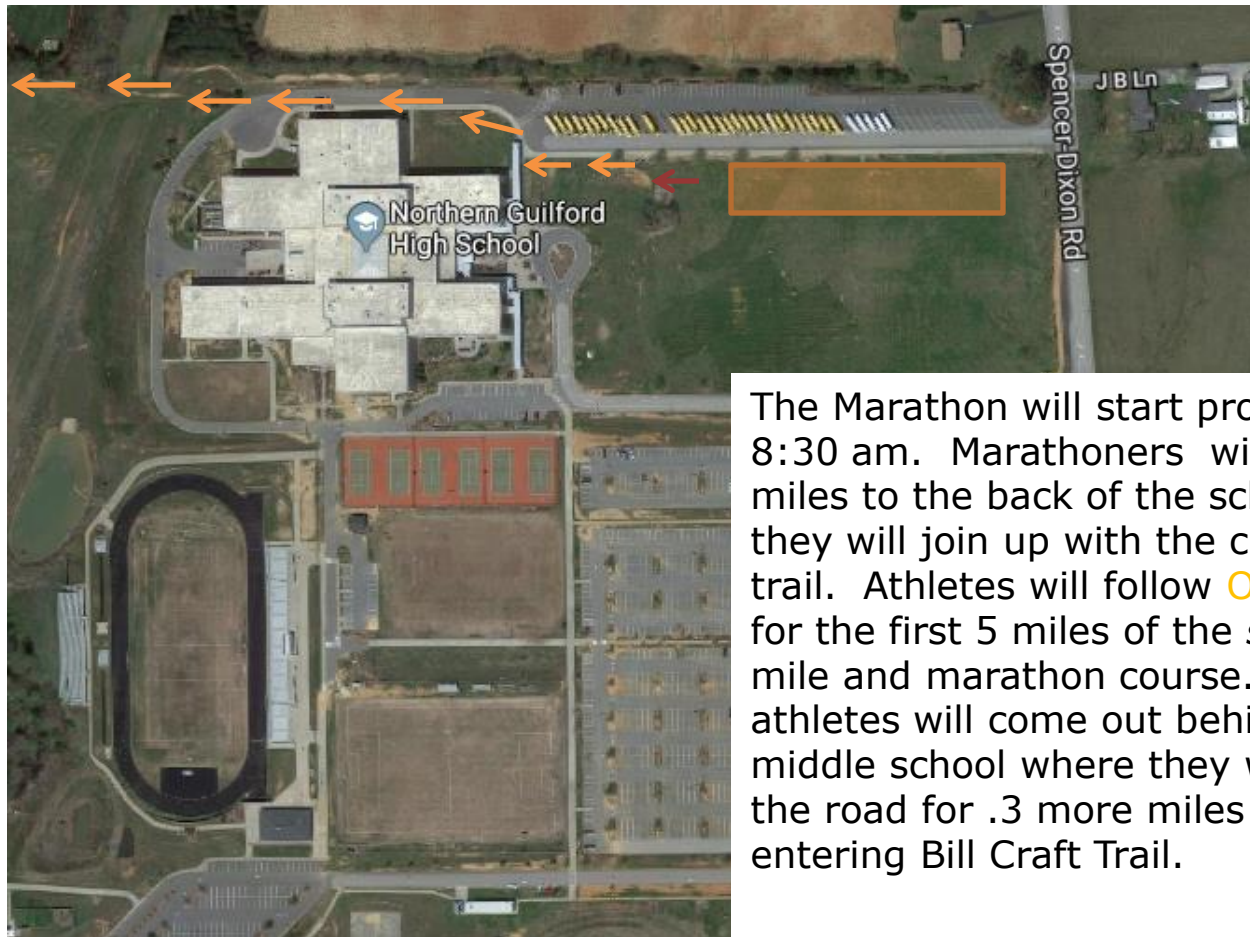 J B Ln
Spencer-Dixon Rd
Northern Guilford
High School
The Marathon will start pro
8:30 am. Marathoners wi
miles to the back of the sc
they will join up with the c
trail. Athletes will follow O
for the first 5 miles of the s
mile and marathon course.
athletes will come out behi
middle school where they w
the road for .3 more miles
entering Bill Craft Trail.